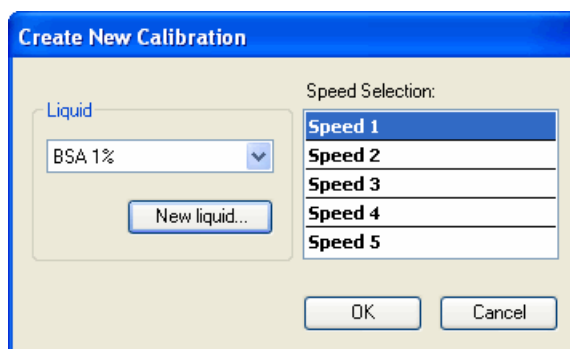 Create New Calibration
Liquid
BSA 1%
New liquid...
Speed Selection:
Speed 1
Speed 2
Speed 3
Speed 4
Speed 5
OK
Cancel